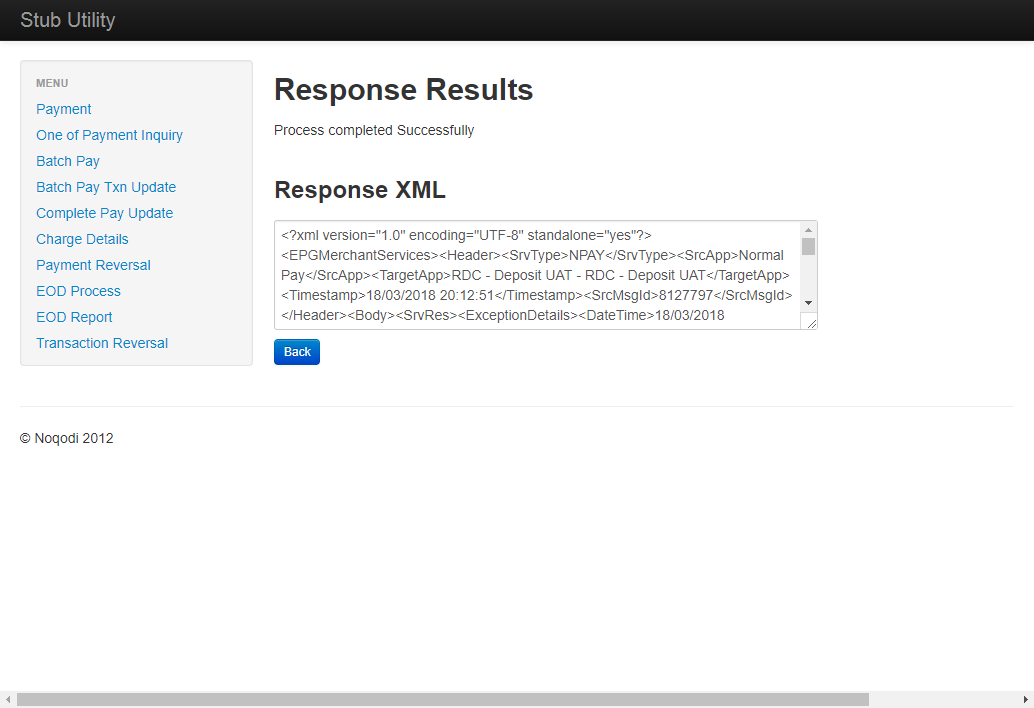 Stub Utility
MENU
Payment
One of Payment Inquiry
Batch Pay
Batch Pay Txn Update
Complete Pay Update
Charge Details
Payment Reversal
EOD Process
EOD Report
Transaction Reversal
Response Results
Process completed Successfully
Response XML
<?xml version="1.0" encoding="UTF-8" standalone="yes"?>
<EPGMerchantServices><Header><SrvType>NPAY</SrvType><SrcApp>Normal
Pay</SrcApp><TargetApp>RDC - Deposit UAT - RDC - Deposit UAT</TargetApp>
<Timestamp>18/03/2018 20:12:51</Timestamp><SrcMsgId>8127797</SrcMsgId>
</Header><Body><SrvRes><ExceptionDetails><DateTime>18/03/2018
Back
© Noqodi 2012